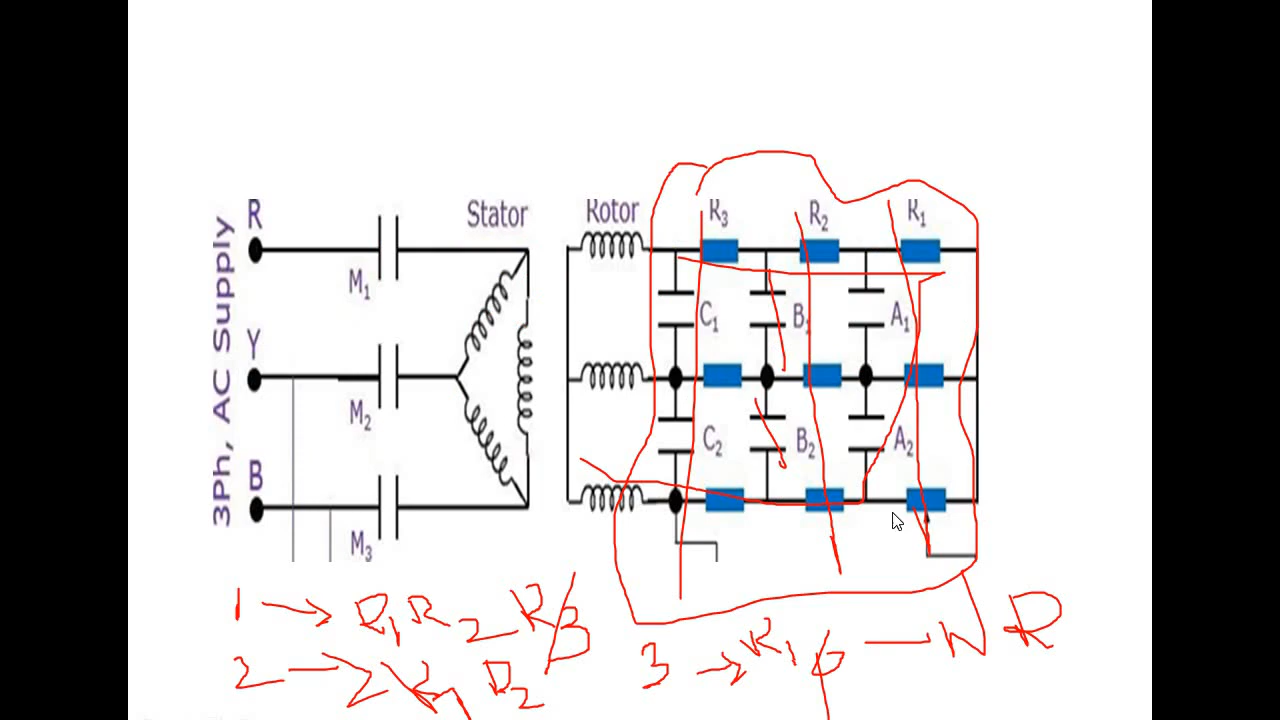 R Stator Rotor R₃ R₂ R₁
3Ph, AC Supply
M₁ C₁ B₁ A₁
Y
M₂ C₂ B₂ A₂
B
M₃
1 → R₁ R₂ R₃
2 → R₁ R₂ 3 → R₁ → N R